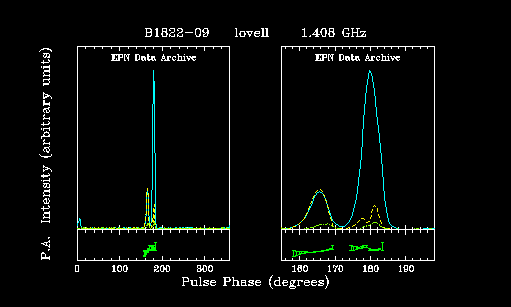 B1822-09 lovell 1.408 GHz
EPN Data Archive EPN Data Archive
P.A. Intensity (arbitrary units)
0 100 200 300 160 170 180 190
Pulse Phase (degrees)